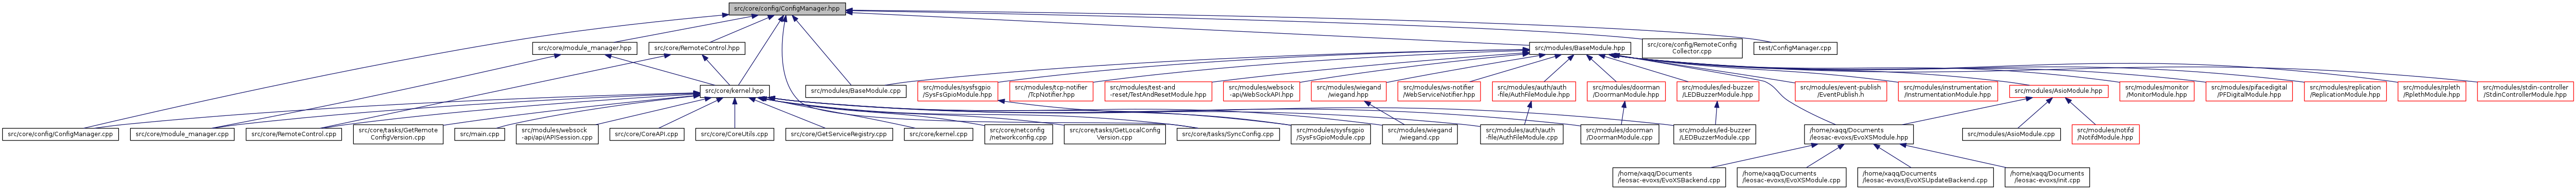 src/core/config/ConfigManager.hpp
src/core/module_manager.hpp
src/core/RemoteControl.hpp
src/modules/BaseModule.hpp
src/core/config/RemoteConfig
Collector.cpp
test/ConfigManager.cpp
src/core/kernel.hpp
src/modules/BaseModule.cpp
src/modules/sysfsgpio
/SysFsGpioModule.hpp
src/modules/tcp-notifier
/TcpNotifier.hpp
src/modules/test-and
-reset/TestAndResetModule.hpp
src/modules/websock
-api/WebSockAPI.hpp
src/modules/wiegand
/wiegand.hpp
src/modules/ws-notifier
/WebServiceNotifier.hpp
src/modules/auth/auth
-file/AuthFileModule.hpp
src/modules/doorman
/DoormanModule.hpp
src/modules/led-buzzer
/LEDBuzzerModule.hpp
src/modules/event-publish
/EventPublish.h
src/modules/instrumentation
/InstrumentationModule.hpp
src/modules/AsioModule.hpp
src/modules/monitor
/MonitorModule.hpp
src/modules/pifacedigital
/PFDigitalModule.hpp
src/modules/replication
/ReplicationModule.hpp
src/modules/rpleth
/RplethModule.hpp
src/modules/stdin-controller
/StdinControllerModule.hpp
src/core/config/ConfigManager.cpp
src/core/module_manager.cpp
src/core/RemoteControl.cpp
src/core/tasks/GetRemote
ConfigVersion.cpp
src/main.cpp
src/modules/websock
-api/api/APISession.cpp
src/core/CoreAPI.cpp
src/core/CoreUtils.cpp
src/core/GetServiceRegistry.cpp
src/core/kernel.cpp
src/core/netconfig
/networkconfig.cpp
src/core/tasks/GetLocalConfig
Version.cpp
src/core/tasks/SyncConfig.cpp
src/modules/sysfsgpio
/SysFsGpioModule.cpp
src/modules/wiegand
/wiegand.cpp
src/modules/auth/auth
-file/AuthFileModule.cpp
src/modules/doorman
/DoormanModule.cpp
src/modules/led-buzzer
/LEDBuzzerModule.cpp
/home/xaqq/Documents
/leosac-evoxs/EvoXSModule.hpp
src/modules/AsioModule.cpp
src/modules/notifd
/NotifdModule.hpp
/home/xaqq/Documents
/leosac-evoxs/EvoXSBackend.cpp
/home/xaqq/Documents
/leosac-evoxs/EvoXSModule.cpp
/home/xaqq/Documents
/leosac-evoxs/EvoXSUpdateBackend.cpp
/home/xaqq/Documents
/leosac-evoxs/init.cpp